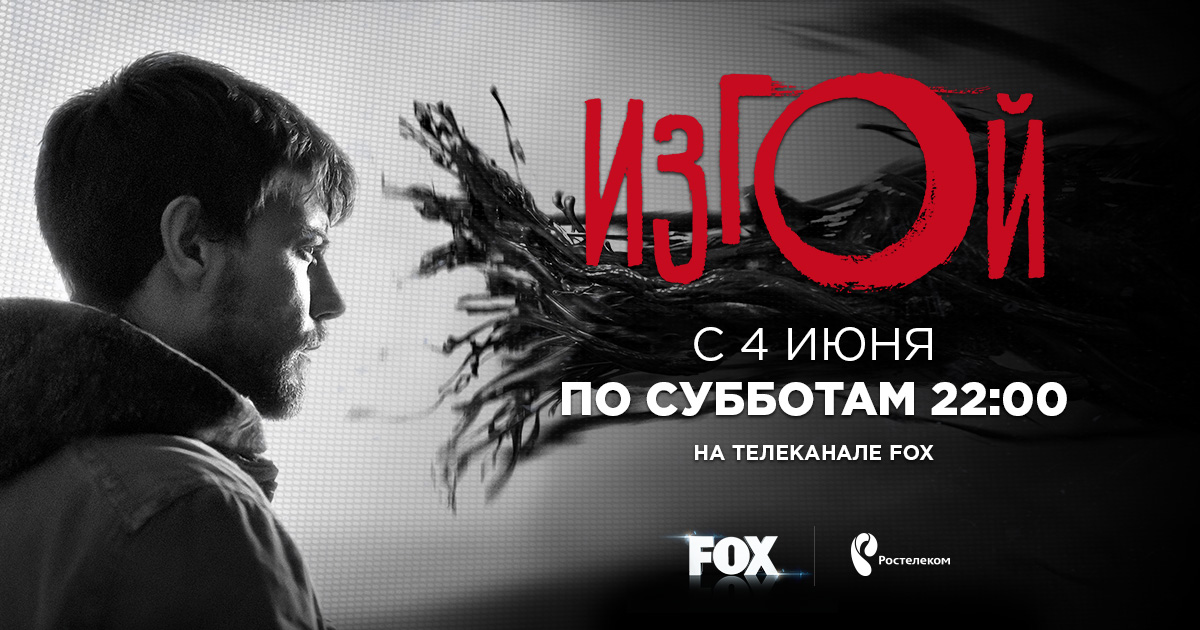 ИЗГОЙ
С 4 ИЮНЯ
ПО СУББОТАМ 22:00
НА ТЕЛЕКАНАЛЕ FOX
FOX
Ростелеком